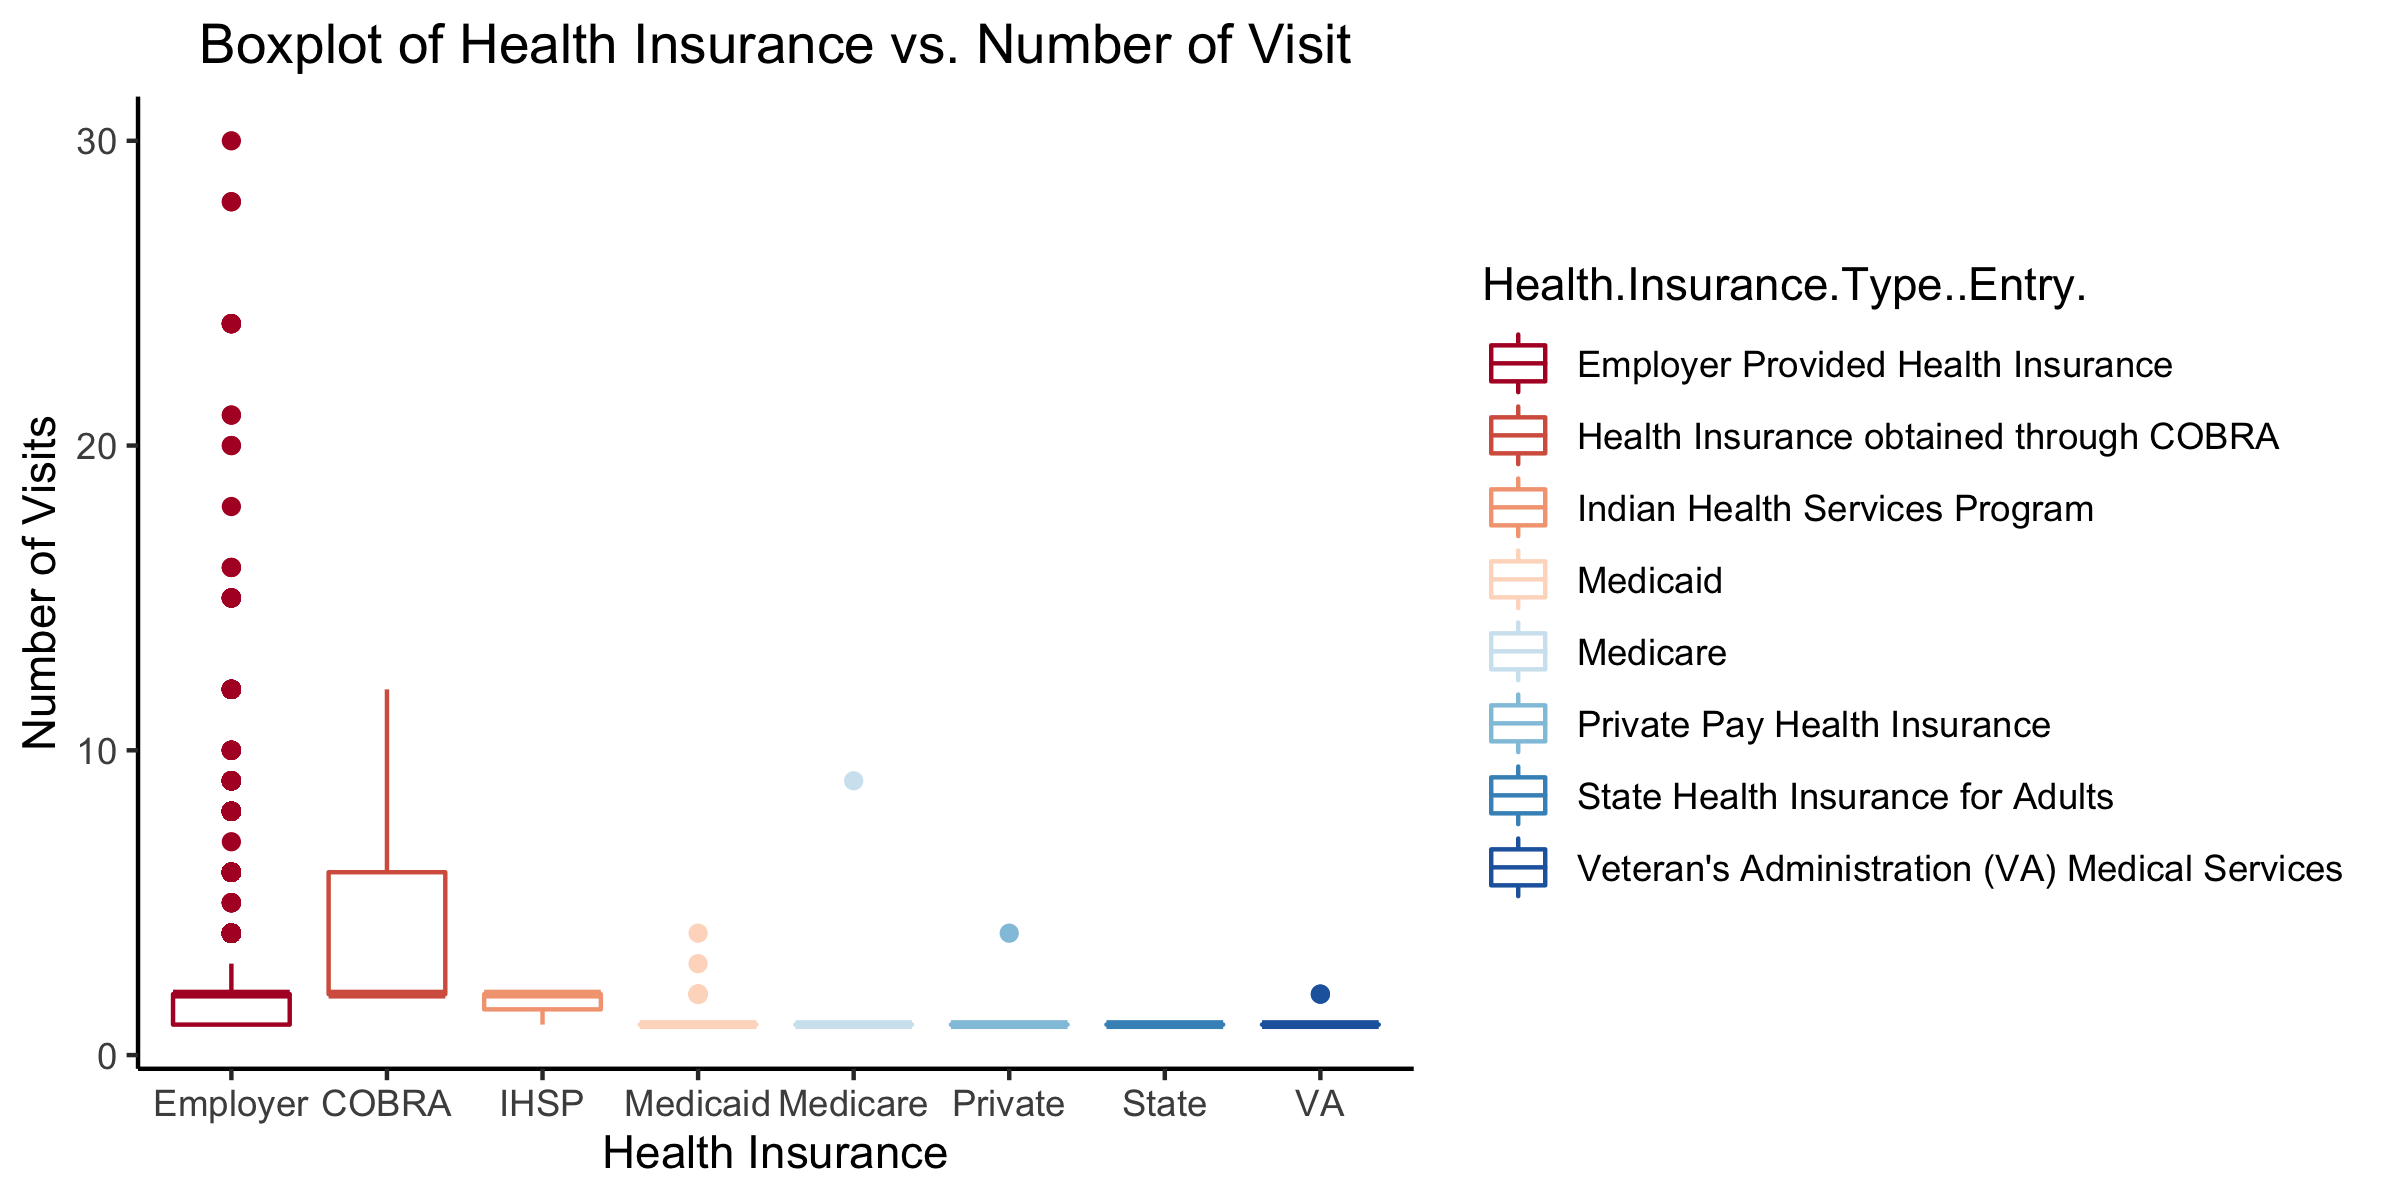 Boxplot of Health Insurance vs. Number of Visit
30
20
10
0
Number of Visits
Employer COBRA IHSP Medicaid Medicare Private State VA
Health Insurance
Health.Insurance.Type..Entry.
Employer Provided Health Insurance
Health Insurance obtained through COBRA
Indian Health Services Program
Medicaid
Medicare
Private Pay Health Insurance
State Health Insurance for Adults
Veteran's Administration (VA) Medical Services